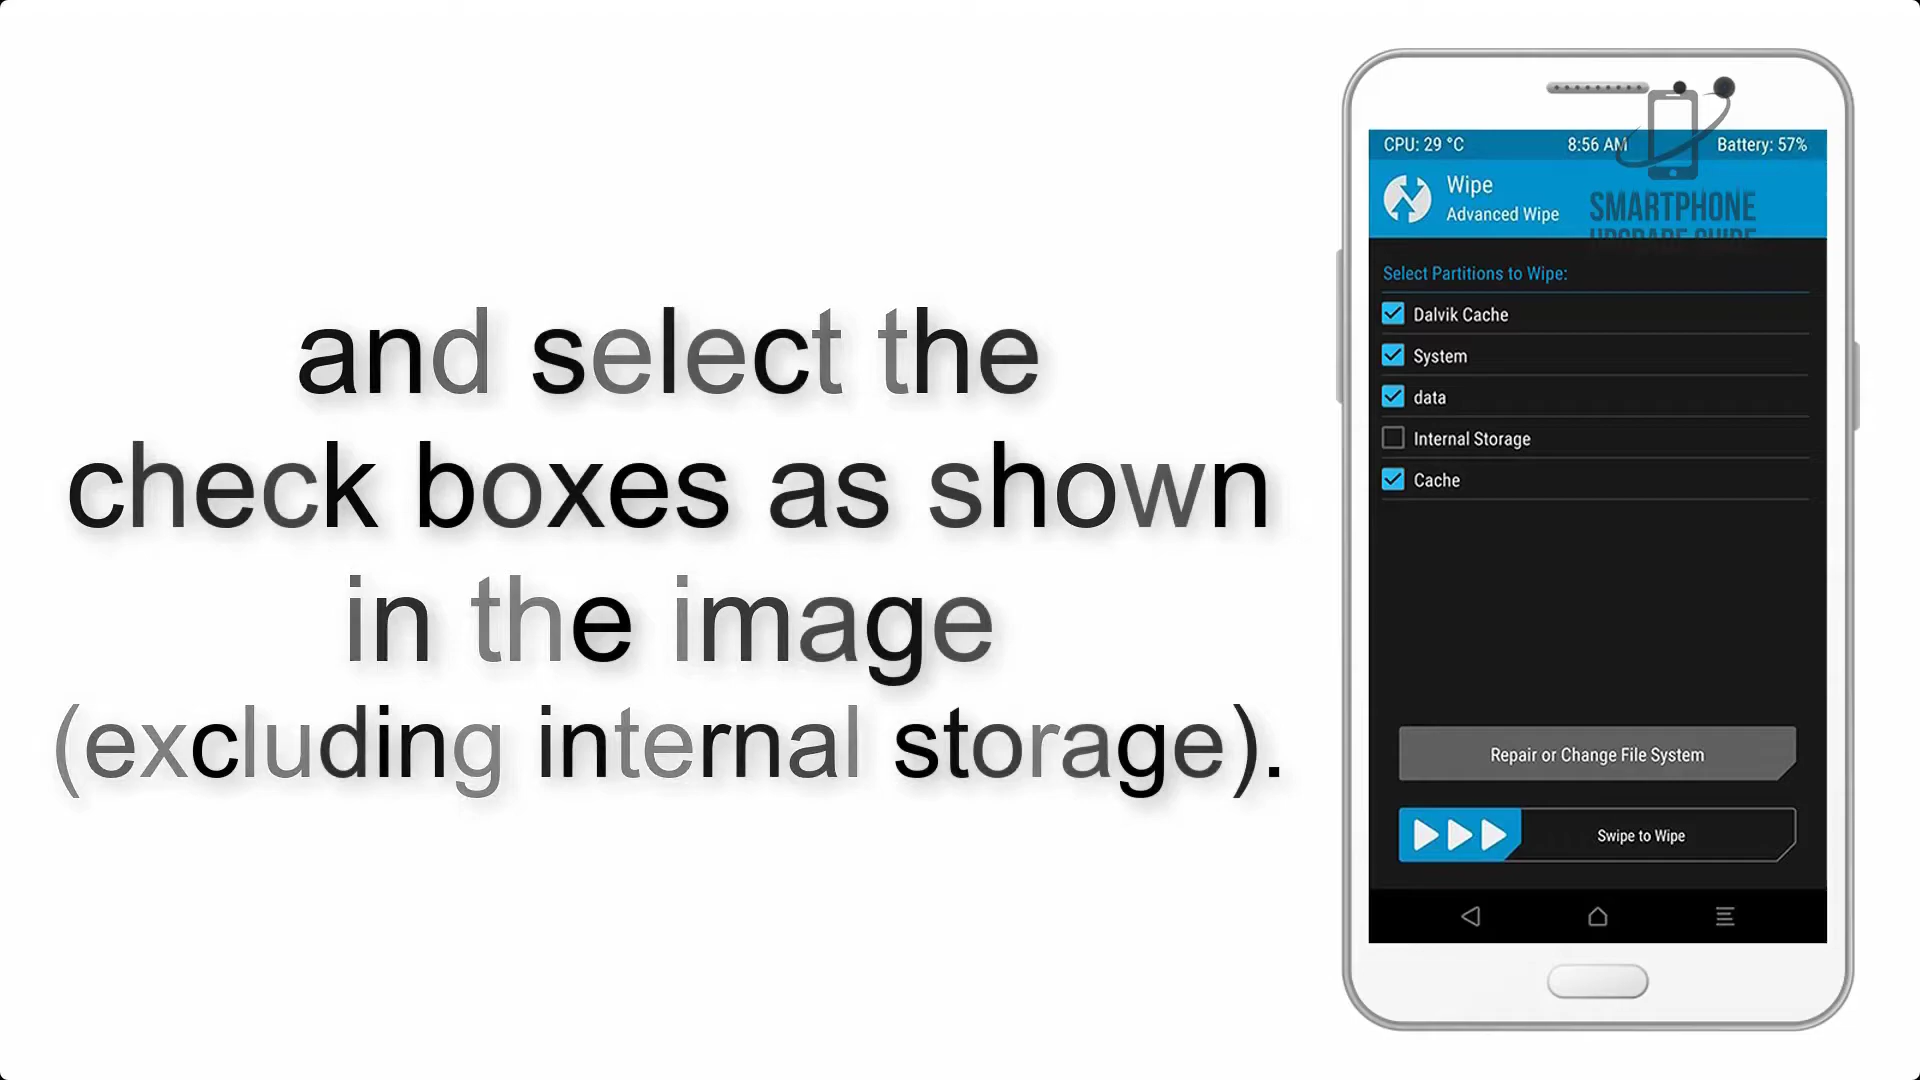 and select the
check boxes as shown
in the image
(excluding internal storage).
CPU: 29 °C
8:56 AM
Battery: 57%
Wipe
Advanced Wipe
SMARTPHONE
UPGRADE GUIDE
Select Partitions to Wipe:
Dalvik Cache
System
data
Internal Storage
Cache
Repair or Change File System
Swipe to Wipe